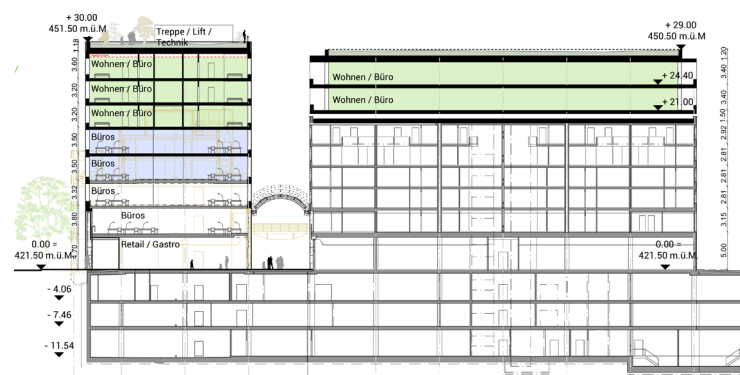 + 30.00
451.50 m.ü.M.
Treppe / Lift /
Technik
+ 29.00
450.50 m.ü.M.
1.18
Wohnen / Büro
3.60
Wohnen / Büro
3.20
Wohnen / Büro
3.20
Büros
3.50
Büros
3.50
Büros
3.32
Büros
3.80
Retail / Gastro
4.70
0.00 =
421.50 m.ü.M.
- 4.06
- 7.46
- 11.54
Wohnen / Büro
+ 24.40
Wohnen / Büro
+ 21.00
1.20
3.40
3.40
1.50
2.92
2.81
2.81
2.81
3.15
5.00
0.00 =
421.50 m.ü.M.
/